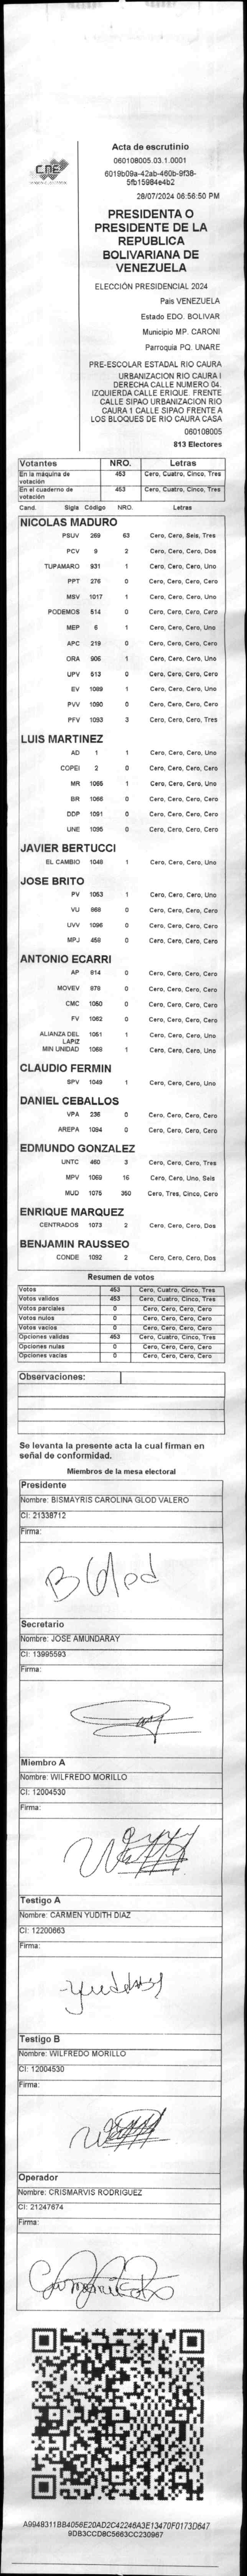 CNE
Acta de escrutinio
060108005.03.1.0001
6019b09a-42ab-460b-9f38-
5fb15984e4b2
28/07/2024 06:56:50 PM
PRESIDENTA O
PRESIDENTE DE LA
REPUBLICA
BOLIVARIANA DE
VENEZUELA
ELECCIÓN PRESIDENCIAL 2024
País VENEZUELA
Estado EDO. BOLIVAR
Municipio MP. CARONI
Parroquia PQ. UNARE
PRE-ESCOLAR ESTADAL RIO CAURA
URBANIZACION RIO CAURA I
DERECHA CALLE NUMERO 04.
IZQUIERDA CALLE ERIQUE. FRENTE
CALLE SIPAO URBANIZACION RIO
CAURA 1 CALLE SIPAO FRENTE A
LOS BLOQUES DE RIO CAURA CASA
060108005
813 Electores
Votantes NRO. Letras
En la máquina de votación 453 Cero, Cuatro, Cinco, Tres
En el cuaderno de votación 453 Cero, Cuatro, Cinco, Tres
Cand. Sigla Código NRO. Letras
NICOLAS MADURO
PSUV 269 63 Cero, Cero, Seis, Tres
PCV 9 2 Cero, Cero, Cero, Dos
TUPAMARO 931 1 Cero, Cero, Cero, Uno
PPT 276 0 Cero, Cero, Cero, Cero
MSV 1017 1 Cero, Cero, Cero, Uno
PODEMOS 514 0 Cero, Cero, Cero, Cero
MEP 6 1 Cero, Cero, Cero, Uno
APC 219 0 Cero, Cero, Cero, Cero
ORA 906 1 Cero, Cero, Cero, Uno
UPV 513 0 Cero, Cero, Cero, Cero
EV 1089 1 Cero, Cero, Cero, Uno
PVV 1090 0 Cero, Cero, Cero, Cero
PFV 1093 3 Cero, Cero, Cero, Tres
LUIS MARTINEZ
AD 1 1 Cero, Cero, Cero, Uno
COPEI 2 0 Cero, Cero, Cero, Cero
MR 1065 1 Cero, Cero, Cero, Uno
BR 1066 0 Cero, Cero, Cero, Cero
DDP 1091 0 Cero, Cero, Cero, Cero
UNE 1095 0 Cero, Cero, Cero, Cero
JAVIER BERTUCCI
EL CAMBIO 1048 1 Cero, Cero, Cero, Uno
JOSE BRITO
PV 1053 1 Cero, Cero, Cero, Uno
VU 868 0 Cero, Cero, Cero, Cero
UVV 1096 0 Cero, Cero, Cero, Cero
MPJ 458 0 Cero, Cero, Cero, Cero
ANTONIO ECARRI
AP 814 0 Cero, Cero, Cero, Cero
MOVEV 878 0 Cero, Cero, Cero, Cero
CMC 1050 0 Cero, Cero, Cero, Cero
FV 1062 0 Cero, Cero, Cero, Cero
ALIANZA DEL LAPIZ 1051 1 Cero, Cero, Cero, Uno
MIN UNIDAD 1068 1 Cero, Cero, Cero, Uno
CLAUDIO FERMIN
SPV 1049 1 Cero, Cero, Cero, Uno
DANIEL CEBALLOS
VPA 236 0 Cero, Cero, Cero, Cero
AREPA 1094 0 Cero, Cero, Cero, Cero
EDMUNDO GONZALEZ
UNTC 460 3 Cero, Cero, Cero, Tres
MPV 1069 16 Cero, Cero, Uno, Seis
MUD 1075 350 Cero, Tres, Cinco, Cero
ENRIQUE MARQUEZ
CENTRADOS 1073 2 Cero, Cero, Cero, Dos
BENJAMIN RAUSSEO
CONDE 1092 2 Cero, Cero, Cero, Dos
Resumen de votos
Votos 453 Cero, Cuatro, Cinco, Tres
Votos validos 453 Cero, Cuatro, Cinco, Tres
Votos parciales 0 Cero, Cero, Cero, Cero
Votos nulos 0 Cero, Cero, Cero, Cero
Votos vacios 0 Cero, Cero, Cero, Cero
Opciones validas 453 Cero, Cuatro, Cinco, Tres
Opciones nulas 0 Cero, Cero, Cero, Cero
Opciones vacias 0 Cero, Cero, Cero, Cero
Observaciones:
Se levanta la presente acta la cual firman en
señal de conformidad.
Miembros de la mesa electoral
Presidente
Nombre: BISMAYRIS CAROLINA GLOD VALERO
CI: 21338712
Firma:
B Glod
Secretario
Nombre: JOSE AMUNDARAY
CI: 13995593
Firma:
Miembro A
Nombre: WILFREDO MORILLO
CI: 12004530
Firma:
Testigo A
Nombre: CARMEN YUDITH DIAZ
CI: 12200663
Firma:
Testigo B
Nombre: WILFREDO MORILLO
CI: 12004530
Firma:
Operador
Nombre: CRISMARVIS RODRIGUEZ
CI: 21247674
Firma:
A9948311BB4056E20AD2C42246A3E13470F0173D647
9DB3CCD8C5663CC230967